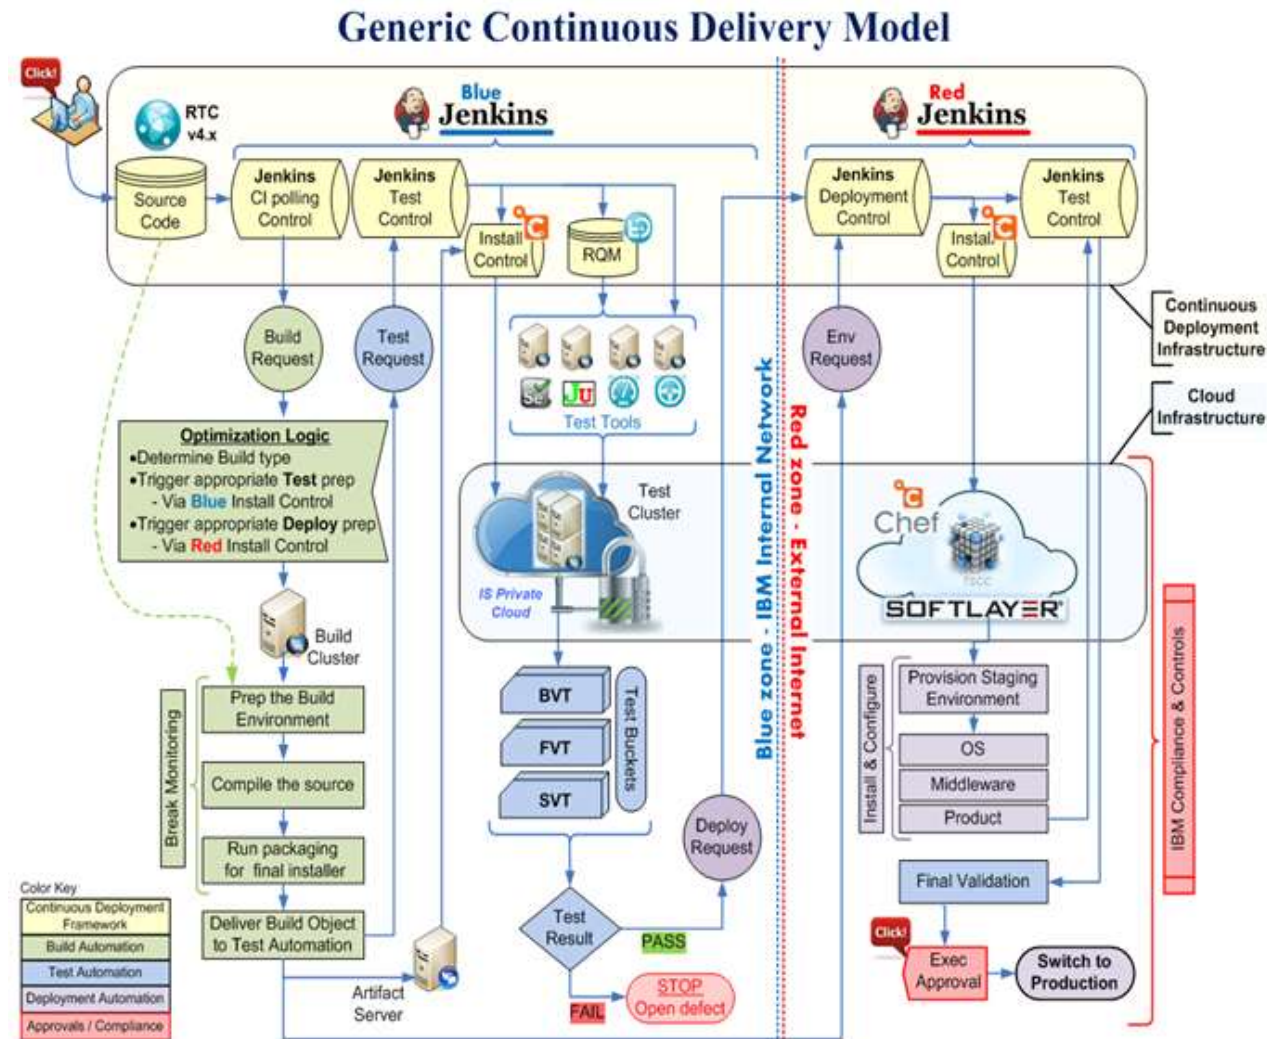 Generic Continuous Delivery Model
Click!
RTC
v4.x
Blue
Jenkins
Red
Jenkins
Source
Code
Jenkins
CI polling
Control
Jenkins
Test
Control
Install
Control
RQM
Jenkins
Deployment
Control
Install
Control
Jenkins
Test
Control
Build
Request
Test
Request
Env
Request
Continuous
Deployment
Infrastructure
Cloud
Infrastructure
Se
JU
Test Tools
Optimization Logic
•Determine Build type
•Trigger appropriate Test prep
- Via Blue Install Control
•Trigger appropriate Deploy prep
- Via Red Install Control
Test
Cluster
IS Private
Cloud
Blue zone - IBM Internal Network
Red zone - External Internet
Chef
SOFTLAYER
Build
Cluster
Break Monitoring
Prep the Build
Environment
Compile the source
Run packaging
for final installer
Deliver Build Object
to Test Automation
Artifact
Server
BVT
FVT
SVT
Test Buckets
Test
Result
PASS
FAIL
STOP
Open defect
Deploy
Request
Install & Configure
Provision Staging
Environment
OS
Middleware
Product
Final Validation
Click!
Exec
Approval
Switch to
Production
IBM Compliance & Controls
Color Key
Continuous Deployment
Framework
Build Automation
Test Automation
Deployment Automation
Approvals / Compliance